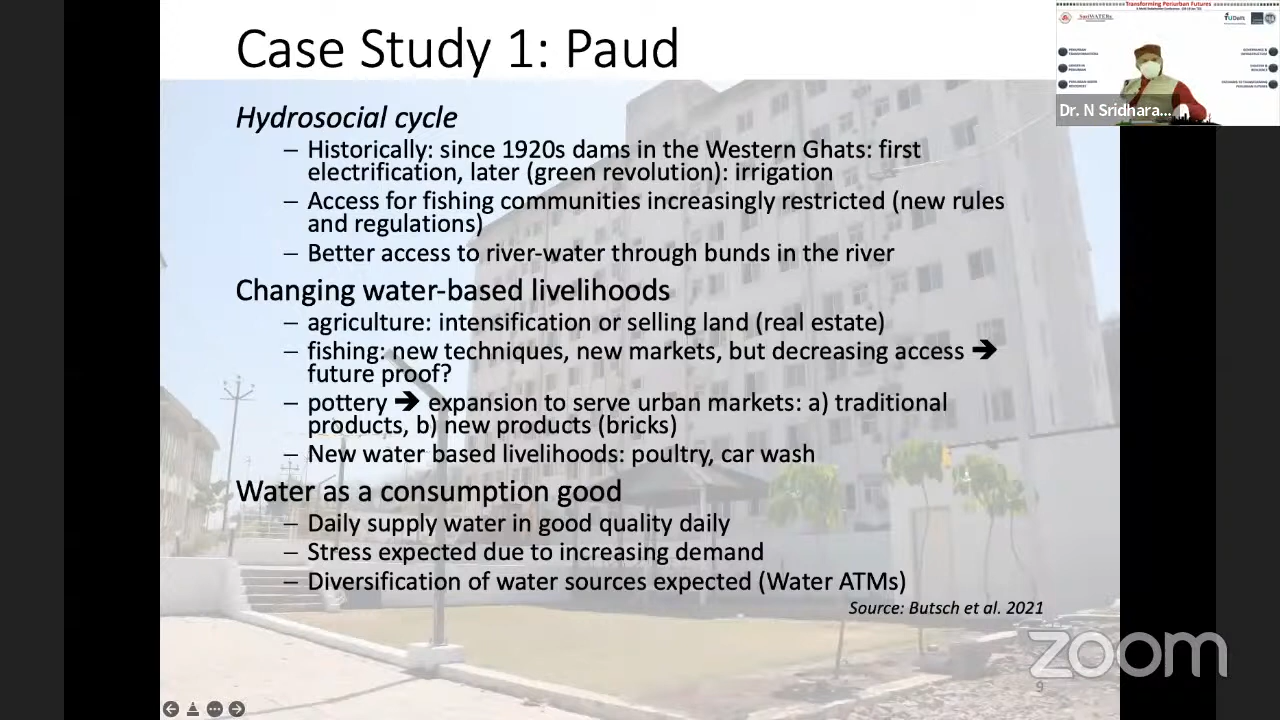 Case Study 1: Paud
Transforming Periurban Futures
TUDelft
Dr. N Sridhara...
Hydrosocial cycle
– Historically: since 1920s dams in the Western Ghats: first
electrification, later (green revolution): irrigation
– Access for fishing communities increasingly restricted (new rules
and regulations)
– Better access to river-water through bunds in the river
Changing water-based livelihoods
– agriculture: intensification or selling land (real estate)
– fishing: new techniques, new markets, but decreasing access ➔
future proof?
– pottery ➔ expansion to serve urban markets: a) traditional
products, b) new products (bricks)
– New water based livelihoods: poultry, car wash
Water as a consumption good
– Daily supply water in good quality daily
– Stress expected due to increasing demand
– Diversification of water sources expected (Water ATMs)
Source: Butsch et al. 2021
zoom
9